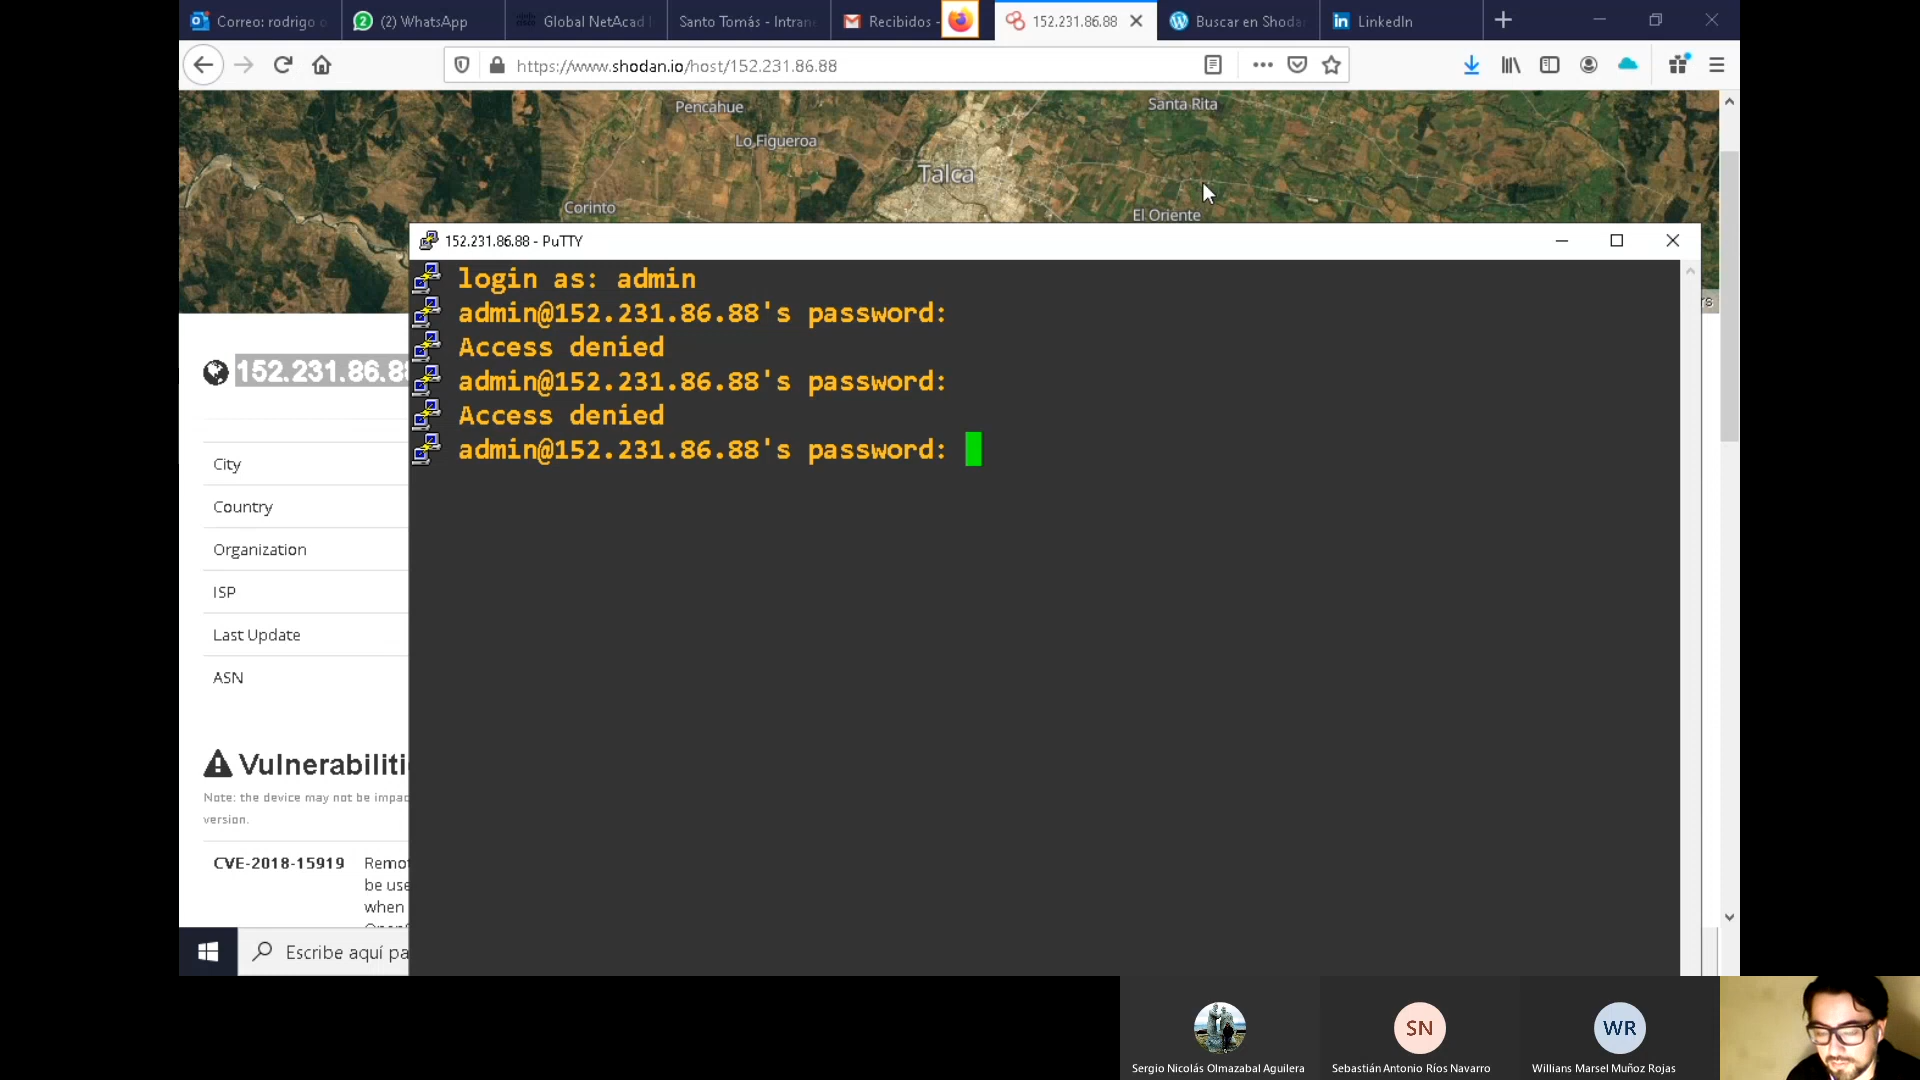 Correo: rodrigo o
(2) WhatsApp
Global NetAcad
Santo Tomás - Intran
Recibidos -
152.231.86.88
Buscar en Shoda
LinkedIn
https://www.shodan.io/host/152.231.86.88
Pencahue
Santa Rita
Lo Figueroa
Talca
Corinto
El Oriente
152.231.86.88 - PuTTY
login as: admin
admin@152.231.86.88's password:
Access denied
admin@152.231.86.88's password:
Access denied
admin@152.231.86.88's password:
152.231.86.88
City
Country
Organization
ISP
Last Update
ASN
Vulnerabiliti
Note: the device may not be impac
version.
CVE-2018-15919 Remot
be use
when
Escribe aquí pa
Sergio Nicolás Olmazabal Aguilera
SN
Sebastián Antonio Ríos Navarro
WR
Willians Marsel Muñoz Rojas